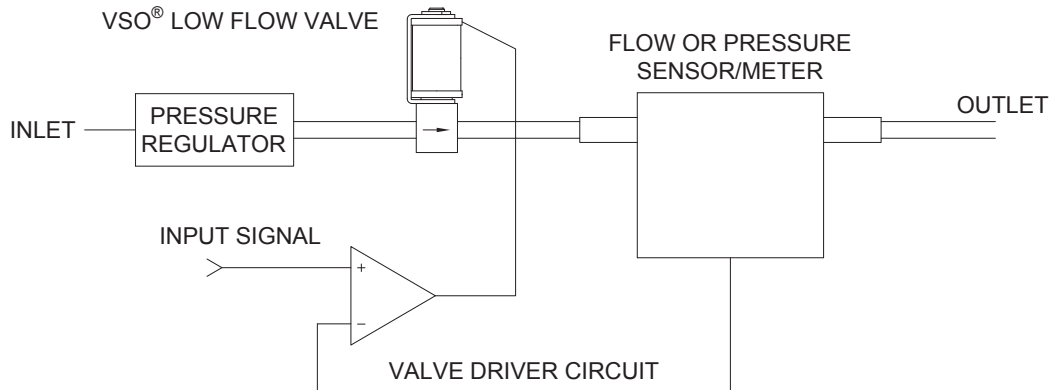 VSO® LOW FLOW VALVE
FLOW OR PRESSURE
SENSOR/METER
OUTLET
INLET
PRESSURE
REGULATOR
INPUT SIGNAL
+
−
VALVE DRIVER CIRCUIT